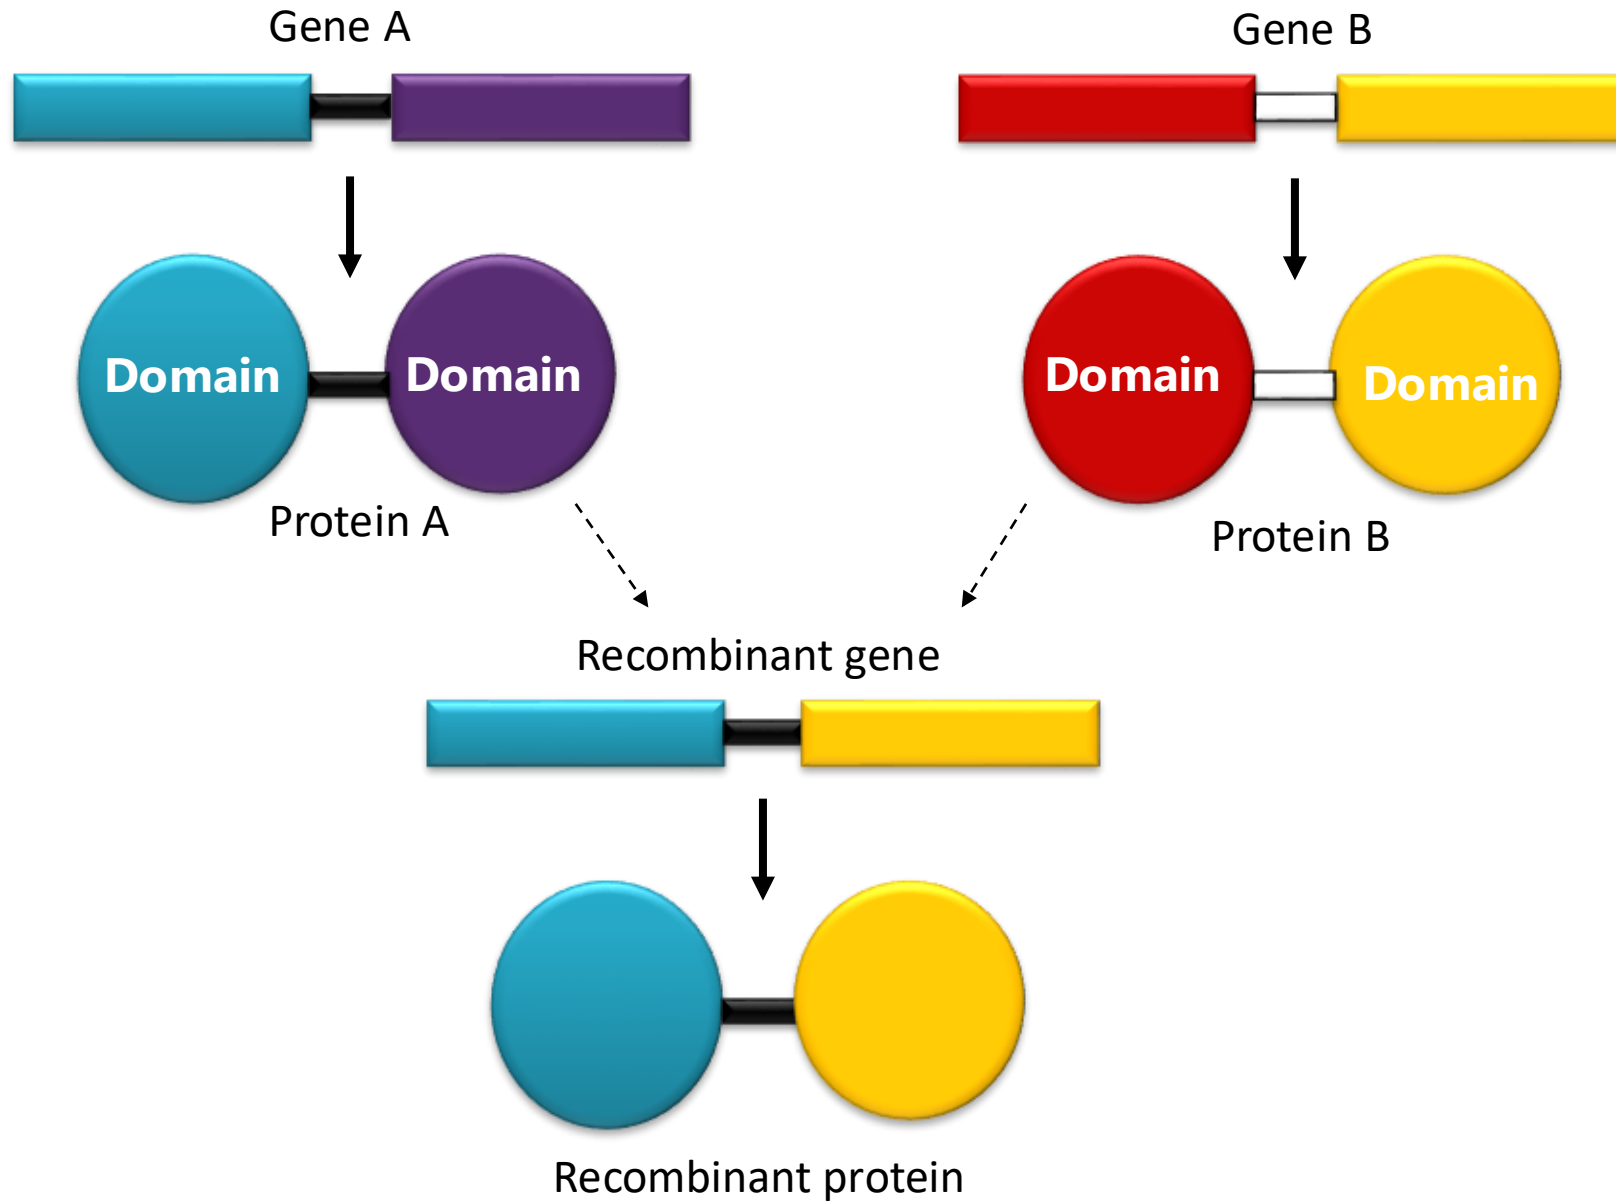 Gene A
Gene B
Domain
Domain
Domain
Domain
Protein A
Protein B
Recombinant gene
Recombinant protein